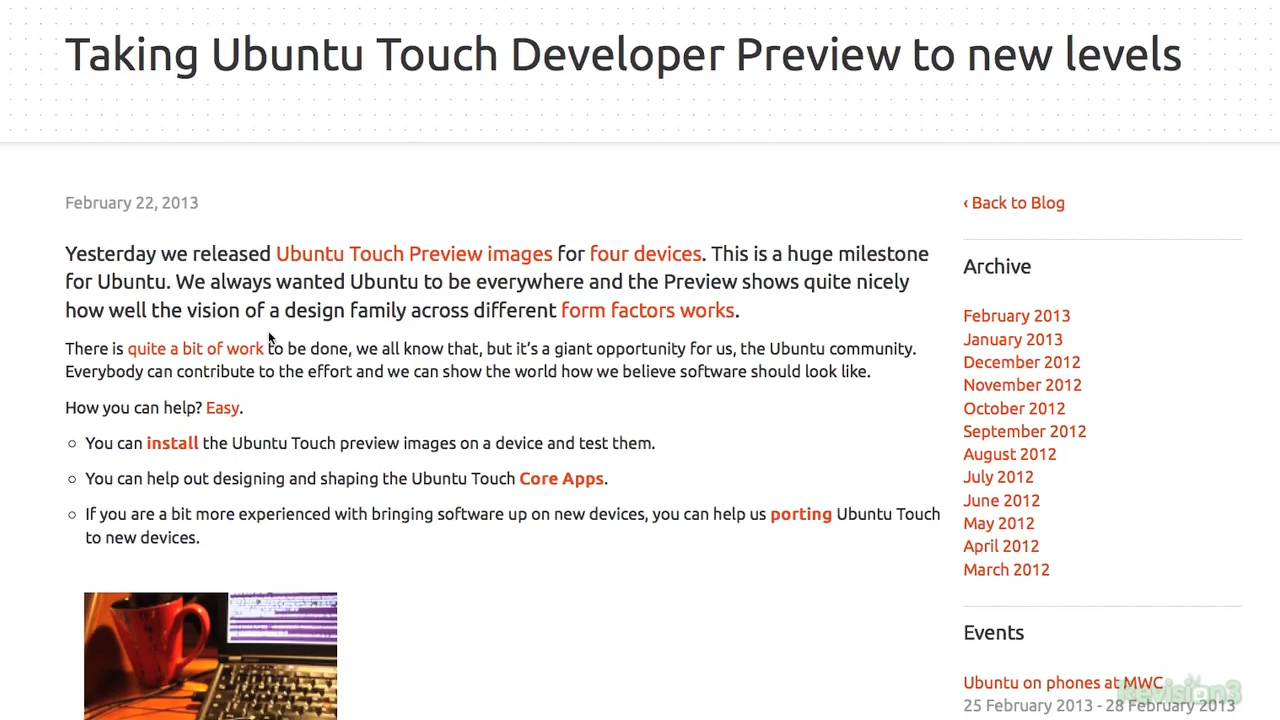 Taking Ubuntu Touch Developer Preview to new levels
February 22, 2013
Yesterday we released Ubuntu Touch Preview images for four devices. This is a huge milestone
for Ubuntu. We always wanted Ubuntu to be everywhere and the Preview shows quite nicely
how well the vision of a design family across different form factors works.
There is quite a bit of work to be done, we all know that, but it’s a giant opportunity for us, the Ubuntu community.
Everybody can contribute to the effort and we can show the world how we believe software should look like.
How you can help? Easy.
You can install the Ubuntu Touch preview images on a device and test them.
You can help out designing and shaping the Ubuntu Touch Core Apps.
If you are a bit more experienced with bringing software up on new devices, you can help us porting Ubuntu Touch
to new devices.
‹ Back to Blog
Archive
February 2013
January 2013
December 2012
November 2012
October 2012
September 2012
August 2012
July 2012
June 2012
May 2012
April 2012
March 2012
Events
Ubuntu on phones at MWC
25 February 2013 - 28 February 2013
Revision3